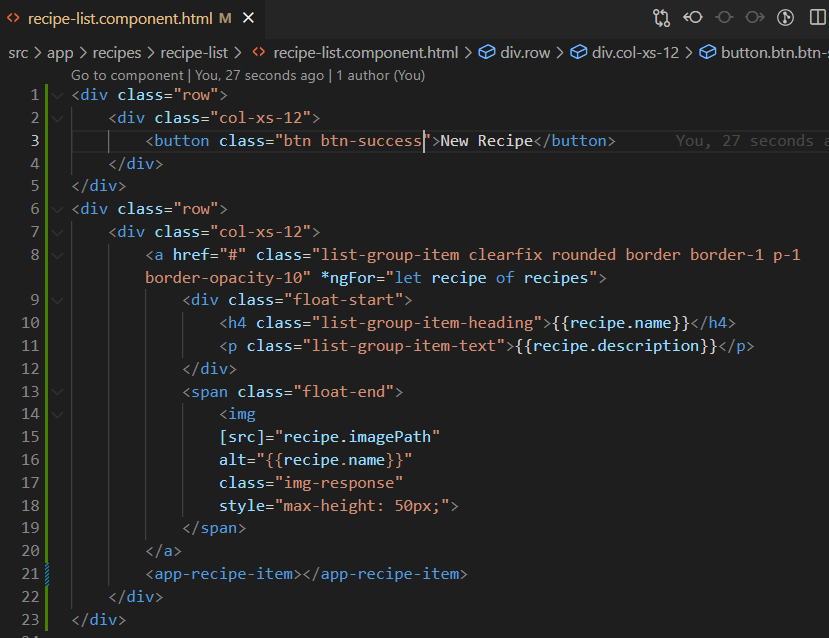 recipe-list.component.html M
src > app > recipes > recipe-list > recipe-list.component.html > div.row > div.col-xs-12 > button.btn.btn-s
Go to component | You, 27 seconds ago | 1 author (You)
1 <div class="row">
2 <div class="col-xs-12">
3 <button class="btn btn-success">New Recipe</button> You, 27 seconds a
4 </div>
5 </div>
6 <div class="row">
7 <div class="col-xs-12">
8 <a href="#" class="list-group-item clearfix rounded border border-1 p-1
border-opacity-10" *ngFor="let recipe of recipes">
9 <div class="float-start">
10 <h4 class="list-group-item-heading">{{recipe.name}}</h4>
11 <p class="list-group-item-text">{{recipe.description}}</p>
12 </div>
13 <span class="float-end">
14 <img
15 [src]="recipe.imagePath"
16 alt="{{recipe.name}}"
17 class="img-response"
18 style="max-height: 50px;">
19 </span>
20 </a>
21 <app-recipe-item></app-recipe-item>
22 </div>
23 </div>